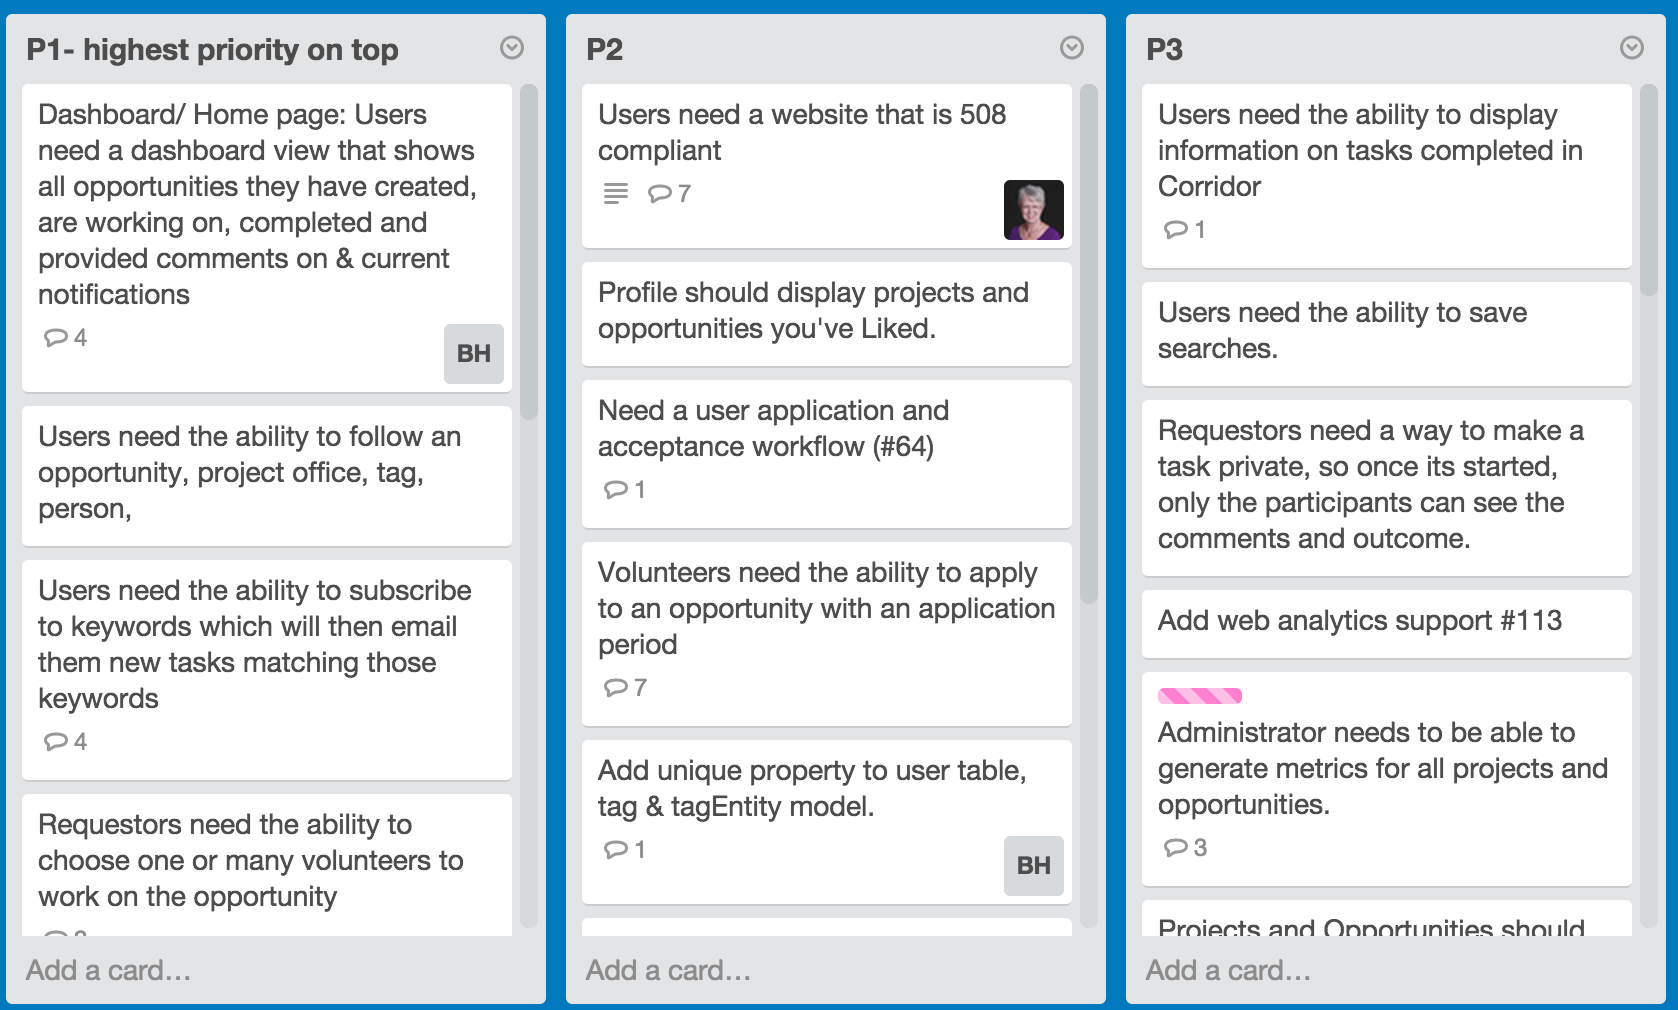 P1- highest priority on top
Dashboard/ Home page: Users
need a dashboard view that shows
all opportunities they have created,
are working on, completed and
provided comments on & current
notifications
4
BH
Users need the ability to follow an
opportunity, project office, tag,
person,
Users need the ability to subscribe
to keywords which will then email
them new tasks matching those
keywords
4
Requestors need the ability to
choose one or many volunteers to
work on the opportunity
Add a card…
P2
Users need a website that is 508
compliant
7
Profile should display projects and
opportunities you've Liked.
Need a user application and
acceptance workflow (#64)
1
Volunteers need the ability to apply
to an opportunity with an application
period
7
Add unique property to user table,
tag & tagEntity model.
1
BH
Add a card…
P3
Users need the ability to display
information on tasks completed in
Corridor
1
Users need the ability to save
searches.
Requestors need a way to make a
task private, so once its started,
only the participants can see the
comments and outcome.
Add web analytics support #113
Administrator needs to be able to
generate metrics for all projects and
opportunities.
3
Projects and Opportunities should
Add a card…